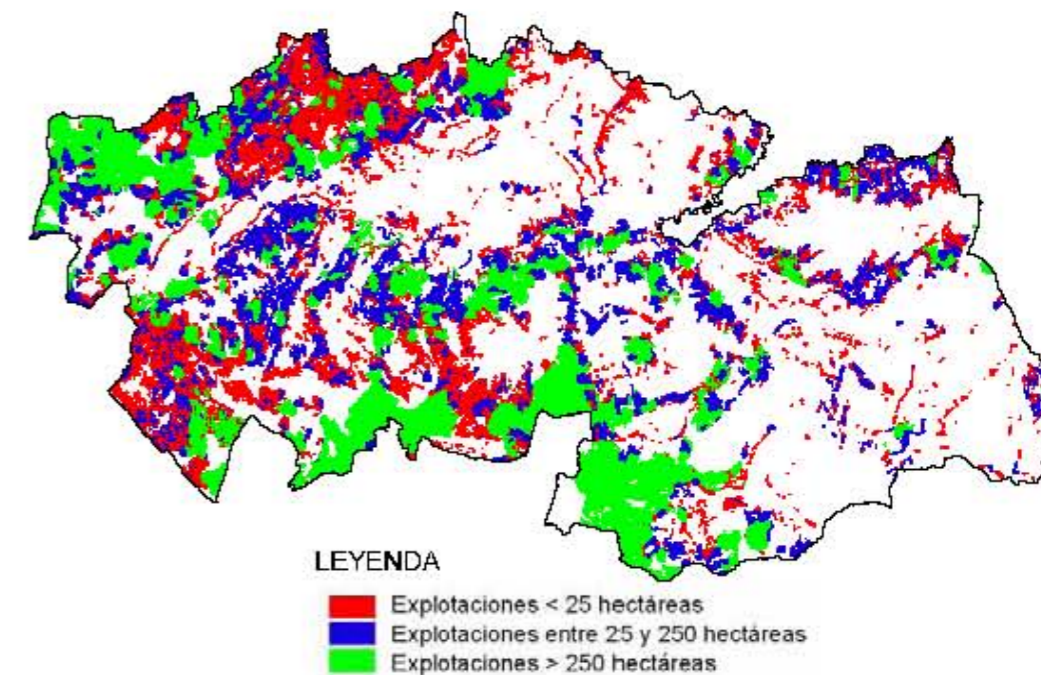 LEYENDA
Explotaciones < 25 hectáreas
Explotaciones entre 25 y 250 hectáreas
Explotaciones > 250 hectáreas